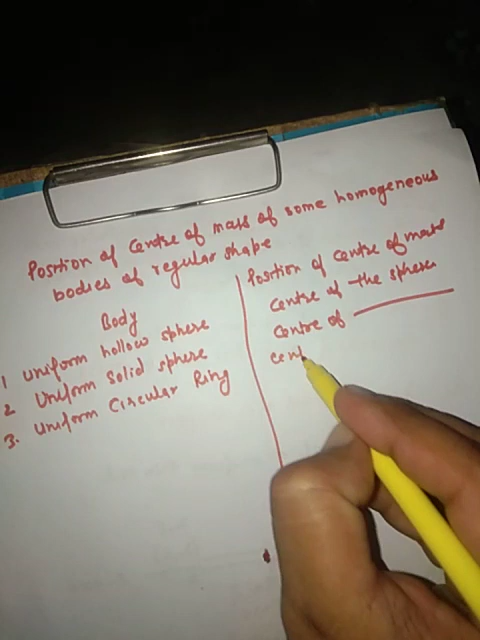 Position of Centre of mass of some homogeneous
bodies of regular shape
Body
1 Uniform hollow sphere
2 Uniform Solid sphere
3. Uniform Circular Ring
Position of centre of mass
Centre of the sphere
Centre of
cent